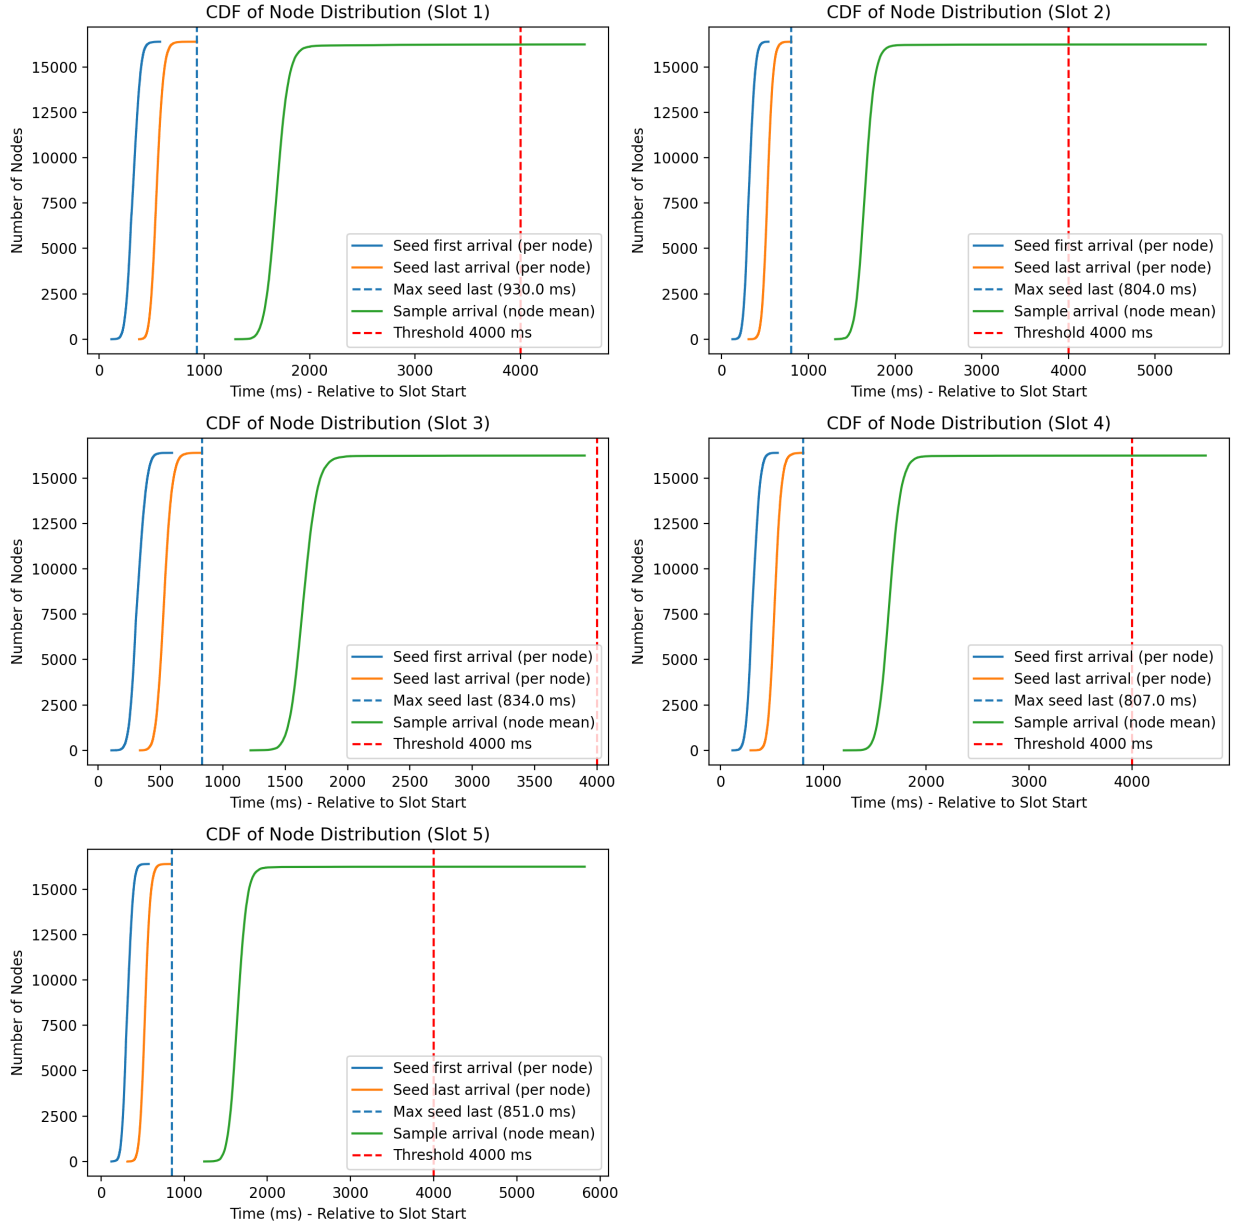 CDF of Node Distribution (Slot 1)
Number of Nodes
15000
12500
10000
7500
5000
2500
0
Seed first arrival (per node)
Seed last arrival (per node)
Max seed last (930.0 ms)
Sample arrival (node mean)
Threshold 4000 ms
0 1000 2000 3000 4000
Time (ms) - Relative to Slot Start
CDF of Node Distribution (Slot 2)
Number of Nodes
15000
12500
10000
7500
5000
2500
0
Seed first arrival (per node)
Seed last arrival (per node)
Max seed last (804.0 ms)
Sample arrival (node mean)
Threshold 4000 ms
0 1000 2000 3000 4000 5000
Time (ms) - Relative to Slot Start
CDF of Node Distribution (Slot 3)
Number of Nodes
15000
12500
10000
7500
5000
2500
0
Seed first arrival (per node)
Seed last arrival (per node)
Max seed last (834.0 ms)
Sample arrival (node mean)
Threshold 4000 ms
0 500 1000 1500 2000 2500 3000 3500 4000
Time (ms) - Relative to Slot Start
CDF of Node Distribution (Slot 4)
Number of Nodes
15000
12500
10000
7500
5000
2500
0
Seed first arrival (per node)
Seed last arrival (per node)
Max seed last (807.0 ms)
Sample arrival (node mean)
Threshold 4000 ms
0 1000 2000 3000 4000
Time (ms) - Relative to Slot Start
CDF of Node Distribution (Slot 5)
Number of Nodes
15000
12500
10000
7500
5000
2500
0
Seed first arrival (per node)
Seed last arrival (per node)
Max seed last (851.0 ms)
Sample arrival (node mean)
Threshold 4000 ms
0 1000 2000 3000 4000 5000 6000
Time (ms) - Relative to Slot Start